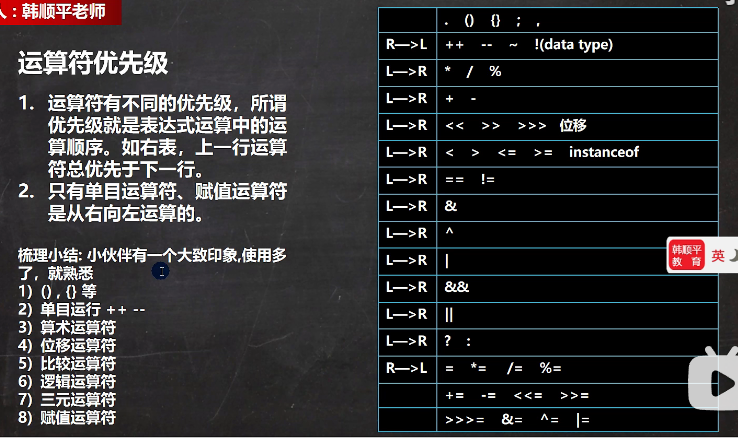 人：韩顺平老师
运算符优先级
1. 运算符有不同的优先级，所谓
优先级就是表达式运算中的运
算顺序。如右表，上一行运算
符总优先于下一行。
2. 只有单目运算符、赋值运算符
是从右向左运算的。
梳理小结: 小伙伴有一个大致印象,使用多
了，就熟悉
1) () , {} 等
2) 单目运行 ++ --
3) 算术运算符
4) 位移运算符
5) 比较运算符
6) 逻辑运算符
7) 三元运算符
8) 赋值运算符
. () {} ; ,
R—>L ++ -- ~ !(data type)
L—>R * / %
L—>R + -
L—>R << >> >>> 位移
L—>R < > <= >= instanceof
L—>R == !=
L—>R &
L—>R ^
L—>R |
L—>R &&
L—>R ||
L—>R ? :
R—>L = *= /= %=
+= -= <<= >>=
>>>= &= ^= |=
韩顺平
教育
英